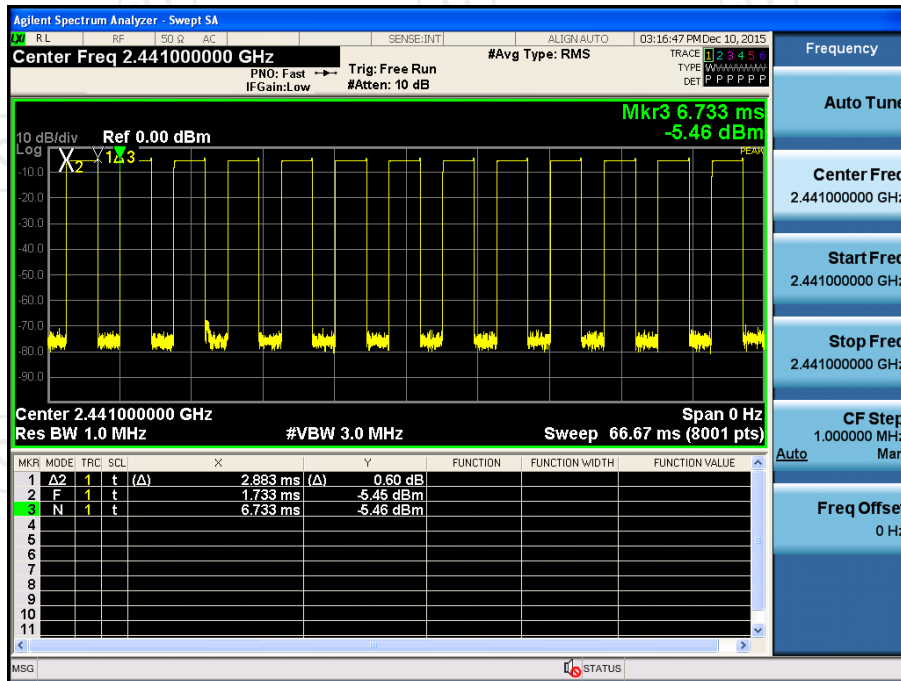 Agilent Spectrum Analyzer - Swept SA
LXI RL RF 50 Ω AC SENSE:INT ALIGN AUTO 03:16:47 PM Dec 10, 2015
Center Freq 2.441000000 GHz
PNO: Fast
IFGain:Low
Trig: Free Run
#Atten: 10 dB
#Avg Type: RMS
TRACE 1 2 3 4 5 6
TYPE
DET P P P P P P
Mkr3 6.733 ms
-5.46 dBm
10 dB/div Ref 0.00 dBm
Log
PEAK
2 1Δ 3
-10.0
-20.0
-30.0
-40.0
-50.0
-60.0
-70.0
-80.0
-90.0
Center 2.441000000 GHz Span 0 Hz
Res BW 1.0 MHz #VBW 3.0 MHz Sweep 66.67 ms (8001 pts)
MKR MODE TRC SCL X Y FUNCTION FUNCTION WIDTH FUNCTION VALUE
1 Δ2 1 t (Δ) 2.883 ms (Δ) 0.60 dB
2 F 1 t 1.733 ms -5.45 dBm
3 N 1 t 6.733 ms -5.46 dBm
4
5
6
7
8
9
10
11
MSG STATUS
Frequency
Auto Tune
Center Freq
2.441000000 GHz
Start Freq
2.441000000 GHz
Stop Freq
2.441000000 GHz
CF Step
1.000000 MHz
Auto Man
Freq Offset
0 Hz